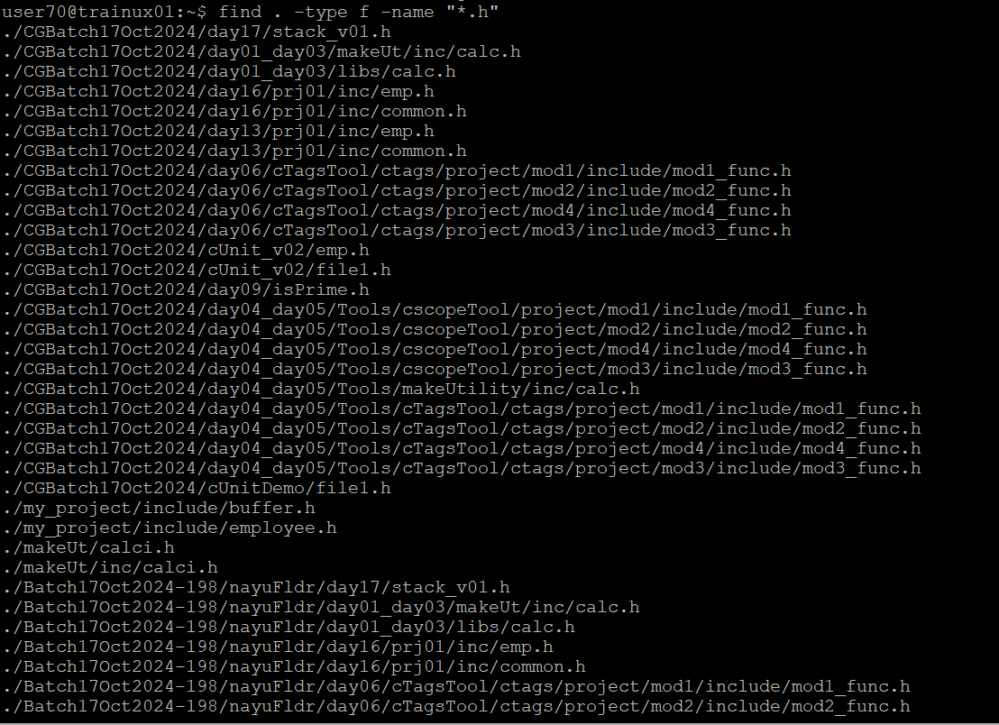 user70@trainux01:~$ find . -type f -name "*.h"
./CGBatch17Oct2024/day17/stack_v01.h
./CGBatch17Oct2024/day01_day03/makeUt/inc/calc.h
./CGBatch17Oct2024/day01_day03/libs/calc.h
./CGBatch17Oct2024/day16/prj01/inc/emp.h
./CGBatch17Oct2024/day16/prj01/inc/common.h
./CGBatch17Oct2024/day13/prj01/inc/emp.h
./CGBatch17Oct2024/day13/prj01/inc/common.h
./CGBatch17Oct2024/day06/cTagsTool/ctags/project/mod1/include/mod1_func.h
./CGBatch17Oct2024/day06/cTagsTool/ctags/project/mod2/include/mod2_func.h
./CGBatch17Oct2024/day06/cTagsTool/ctags/project/mod4/include/mod4_func.h
./CGBatch17Oct2024/day06/cTagsTool/ctags/project/mod3/include/mod3_func.h
./CGBatch17Oct2024/cUnit_v02/emp.h
./CGBatch17Oct2024/cUnit_v02/file1.h
./CGBatch17Oct2024/day09/isPrime.h
./CGBatch17Oct2024/day04_day05/Tools/cscopeTool/project/mod1/include/mod1_func.h
./CGBatch17Oct2024/day04_day05/Tools/cscopeTool/project/mod2/include/mod2_func.h
./CGBatch17Oct2024/day04_day05/Tools/cscopeTool/project/mod4/include/mod4_func.h
./CGBatch17Oct2024/day04_day05/Tools/cscopeTool/project/mod3/include/mod3_func.h
./CGBatch17Oct2024/day04_day05/Tools/makeUtility/inc/calc.h
./CGBatch17Oct2024/day04_day05/Tools/cTagsTool/ctags/project/mod1/include/mod1_func.h
./CGBatch17Oct2024/day04_day05/Tools/cTagsTool/ctags/project/mod2/include/mod2_func.h
./CGBatch17Oct2024/day04_day05/Tools/cTagsTool/ctags/project/mod4/include/mod4_func.h
./CGBatch17Oct2024/day04_day05/Tools/cTagsTool/ctags/project/mod3/include/mod3_func.h
./CGBatch17Oct2024/cUnitDemo/file1.h
./my_project/include/buffer.h
./my_project/include/employee.h
./makeUt/calci.h
./makeUt/inc/calci.h
./Batch17Oct2024-198/nayuFldr/day17/stack_v01.h
./Batch17Oct2024-198/nayuFldr/day01_day03/makeUt/inc/calc.h
./Batch17Oct2024-198/nayuFldr/day01_day03/libs/calc.h
./Batch17Oct2024-198/nayuFldr/day16/prj01/inc/emp.h
./Batch17Oct2024-198/nayuFldr/day16/prj01/inc/common.h
./Batch17Oct2024-198/nayuFldr/day06/cTagsTool/ctags/project/mod1/include/mod1_func.h
./Batch17Oct2024-198/nayuFldr/day06/cTagsTool/ctags/project/mod2/include/mod2_func.h